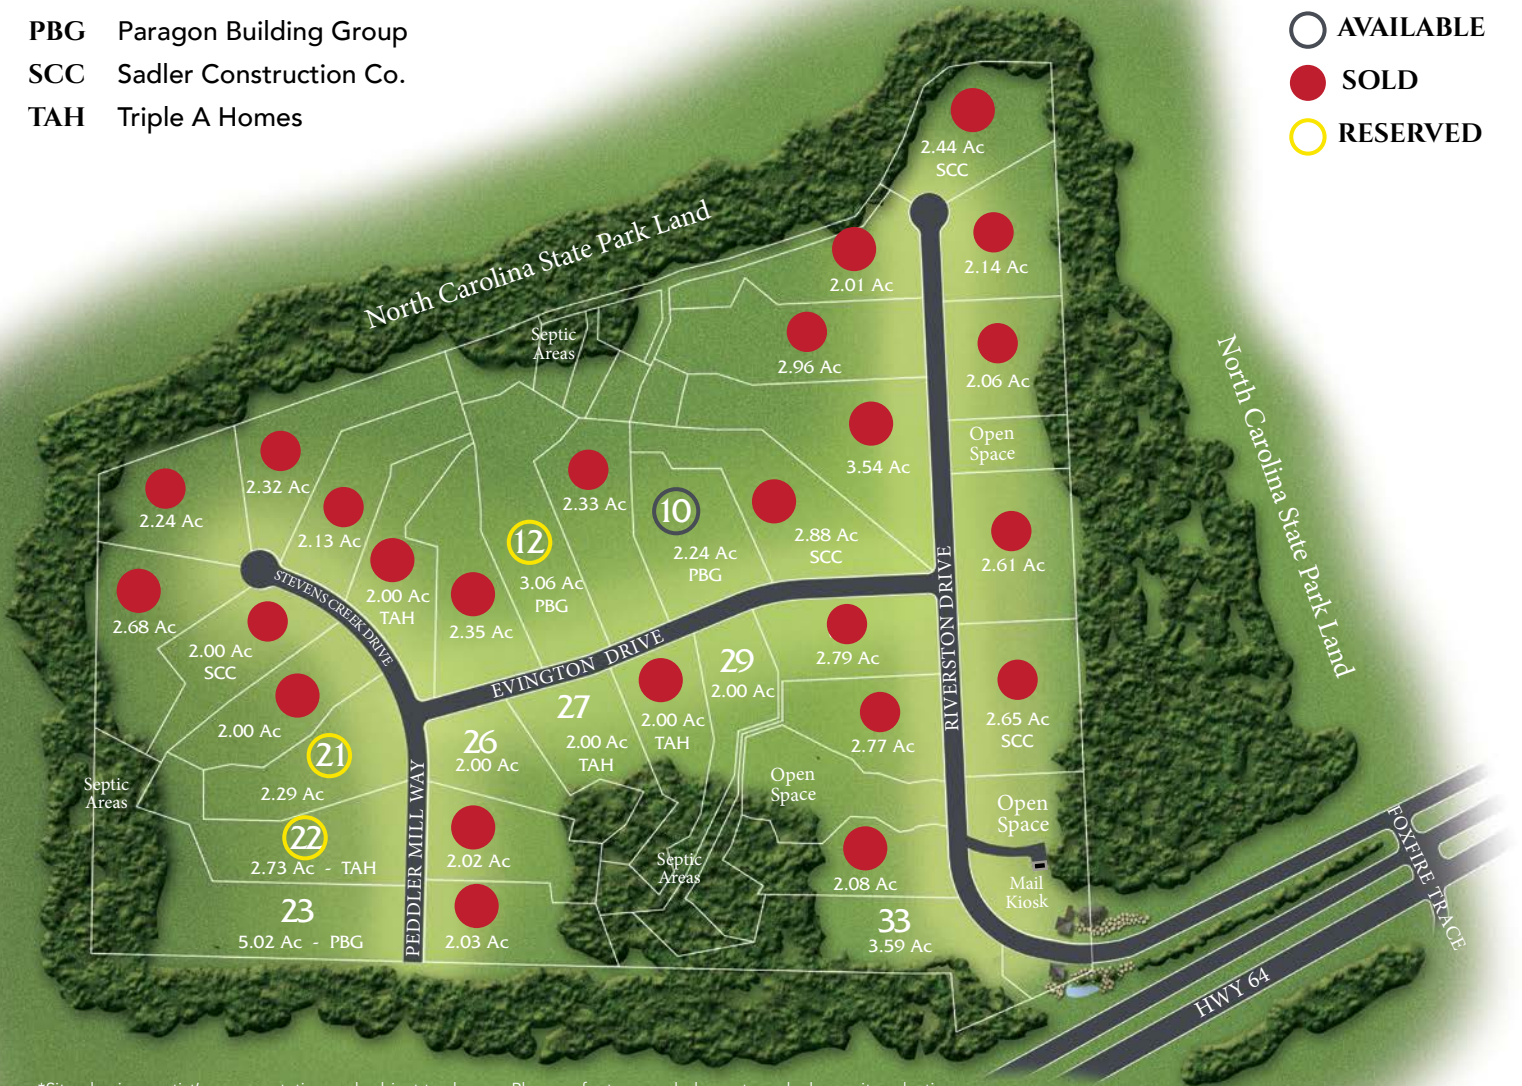 PBG Paragon Building Group
SCC Sadler Construction Co.
TAH Triple A Homes
AVAILABLE
SOLD
RESERVED
North Carolina State Park Land
North Carolina State Park Land
2.44 Ac
SCC
2.14 Ac
2.01 Ac
2.06 Ac
2.96 Ac
Open
Space
3.54 Ac
2.61 Ac
2.65 Ac
SCC
Septic
Areas
2.24 Ac
2.32 Ac
2.13 Ac
2.00 Ac
TAH
2.35 Ac
12
3.06 Ac
PBG
2.33 Ac
10
2.24 Ac
PBG
2.88 Ac
SCC
2.68 Ac
2.00 Ac
SCC
2.00 Ac
21
2.29 Ac
22
2.73 Ac - TAH
23
5.02 Ac - PBG
Septic
Areas
STEVENS CREEK DRIVE
EVINGTON DRIVE
RIVERSTON DRIVE
PEDDLER MILL WAY
26
2.00 Ac
27
2.00 Ac
TAH
2.00 Ac
TAH
29
2.00 Ac
2.79 Ac
2.77 Ac
2.02 Ac
2.03 Ac
Septic
Areas
Open
Space
2.08 Ac
33
3.59 Ac
Open
Space
Mail
Kiosk
FOXFIRE TRACE
HWY 64